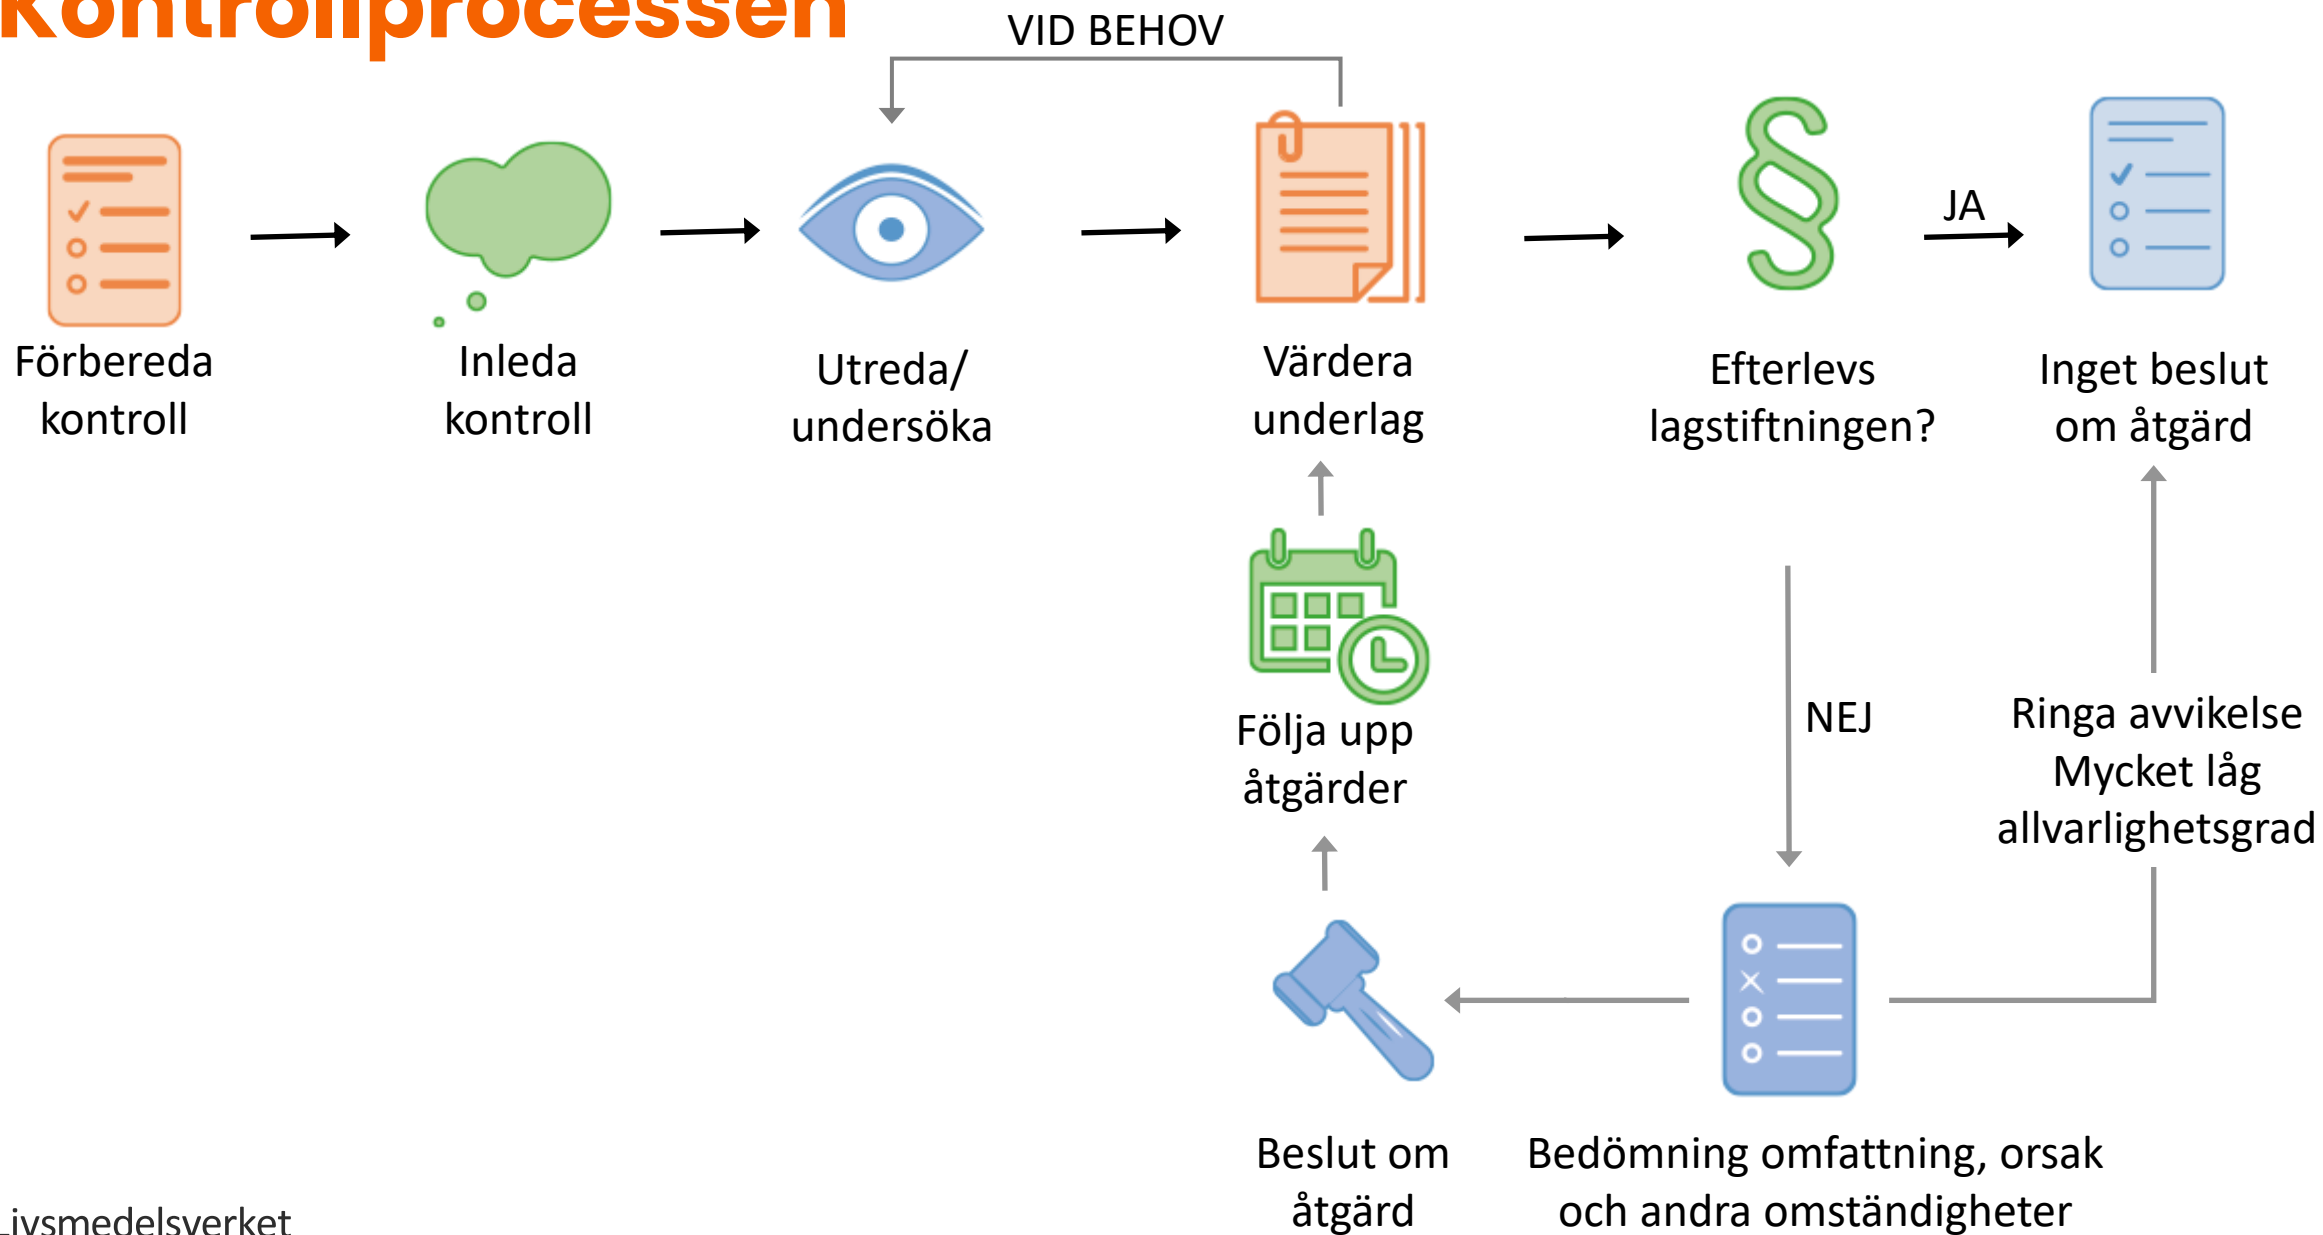 Kontrollprocessen
VID BEHOV
JA
Förbereda
kontroll
Inleda
kontroll
Utreda/
undersöka
Värdera
underlag
Efterlevs
lagstiftningen?
Inget beslut
om åtgärd
Följa upp
åtgärder
NEJ
Ringa avvikelse
Mycket låg
allvarlighetsgrad
Beslut om
åtgärd
Bedömning omfattning, orsak
och andra omständigheter
Livsmedelsverket